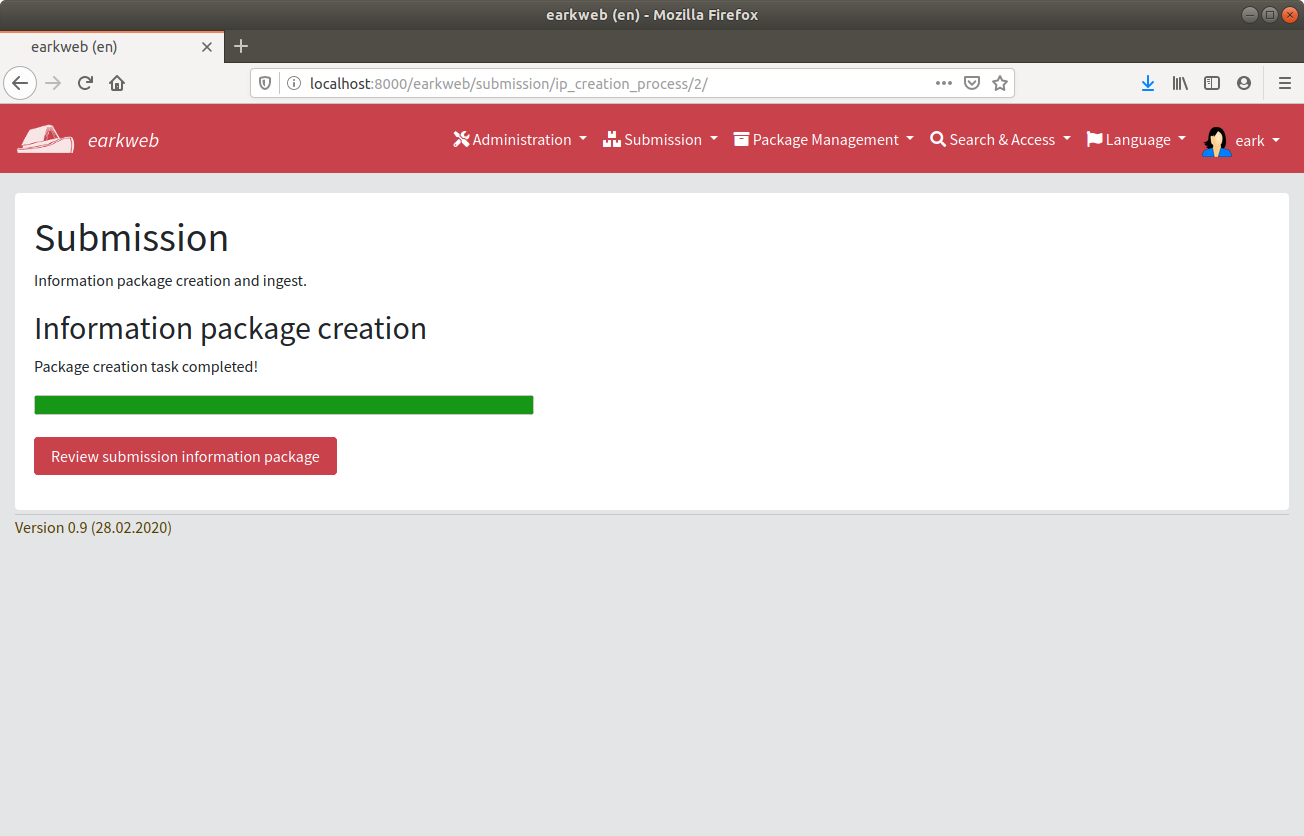 earkweb (en) - Mozilla Firefox
earkweb (en)
localhost:8000/earkweb/submission/ip_creation_process/2/
earkweb
Administration Submission Package Management Search & Access Language eark
Submission
Information package creation and ingest.
Information package creation
Package creation task completed!
Review submission information package
Version 0.9 (28.02.2020)